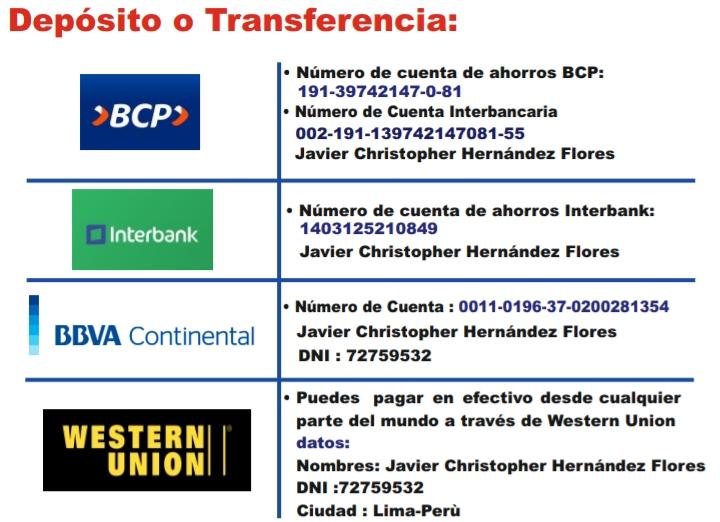 Depósito o Transferencia:
BCP
• Número de cuenta de ahorros BCP:
191-39742147-0-81
• Número de Cuenta Interbancaria
002-191-139742147081-55
Javier Christopher Hernández Flores
Interbank
• Número de cuenta de ahorros Interbank:
1403125210849
Javier Christopher Hernández Flores
BBVA Continental
• Número de Cuenta : 0011-0196-37-0200281354
Javier Christopher Hernández Flores
DNI : 72759532
WESTERN
UNION
• Puedes pagar en efectivo desde cualquier
parte del mundo a través de Western Union
datos:
Nombres: Javier Christopher Hernández Flores
DNI :72759532
Ciudad : Lima-Perù